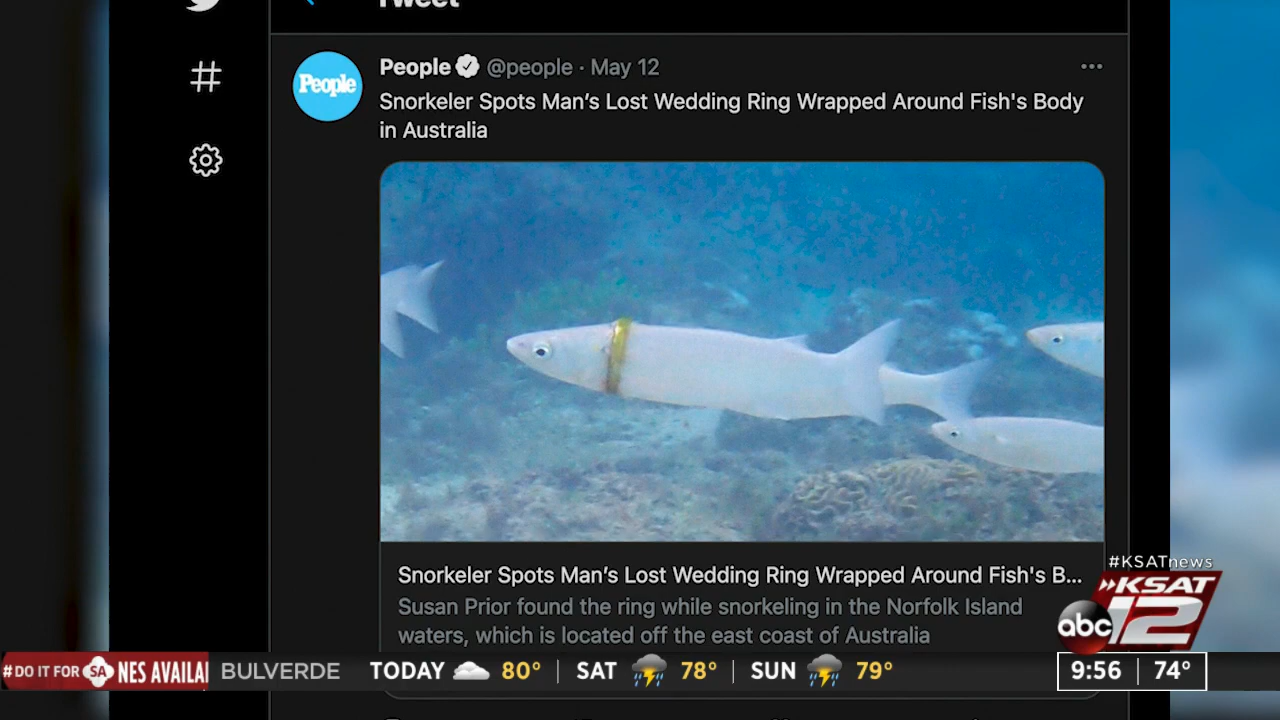 Tweet
People @people · May 12
Snorkeler Spots Man's Lost Wedding Ring Wrapped Around Fish's Body
in Australia
People
Snorkeler Spots Man's Lost Wedding Ring Wrapped Around Fish's B...
Susan Prior found the ring while snorkeling in the Norfolk Island
waters, which is located off the east coast of Australia
#KSATnews
KSAT
abc 12
#DO IT FOR SA NES AVAILA BULVERDE TODAY 80° SAT 78° SUN 79° 9:56 74°